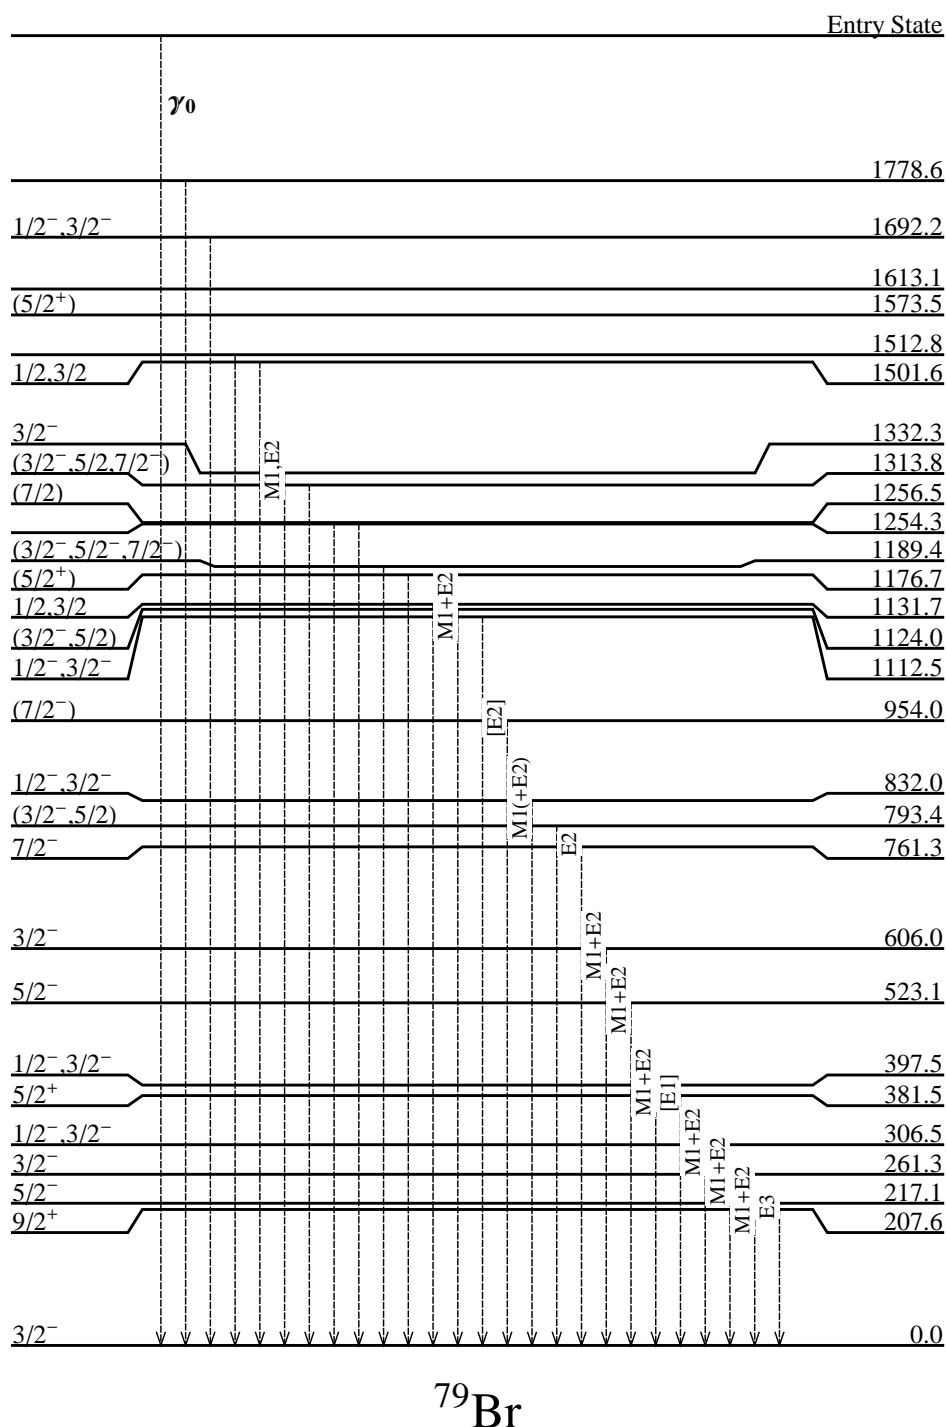 Entry State
γ0
1778.6
1/2⁻,3/2⁻ 1692.2
1613.1
(5/2⁺) 1573.5
1512.8
1/2,3/2 1501.6
3/2⁻ 1332.3
(3/2⁻,5/2,7/2⁻) M1,E2 1313.8
(7/2) 1256.5
1254.3
(3/2⁻,5/2⁻,7/2⁻) 1189.4
(5/2⁺) 1176.7
1/2,3/2 M1+E2 1131.7
(3/2⁻,5/2) 1124.0
1/2⁻,3/2⁻ 1112.5
(7/2⁻) [E2] 954.0
1/2⁻,3/2⁻ M1(+E2) 832.0
(3/2⁻,5/2) 793.4
7/2⁻ E2 761.3
3/2⁻ M1+E2 606.0
5/2⁻ M1+E2 523.1
1/2⁻,3/2⁻ M1+E2 [E1] 397.5
5/2⁺ 381.5
1/2⁻,3/2⁻ M1+E2 306.5
3/2⁻ M1+E2 261.3
5/2⁻ M1+E2 E3 217.1
9/2⁺ 207.6
3/2⁻ 0.0
⁷⁹Br